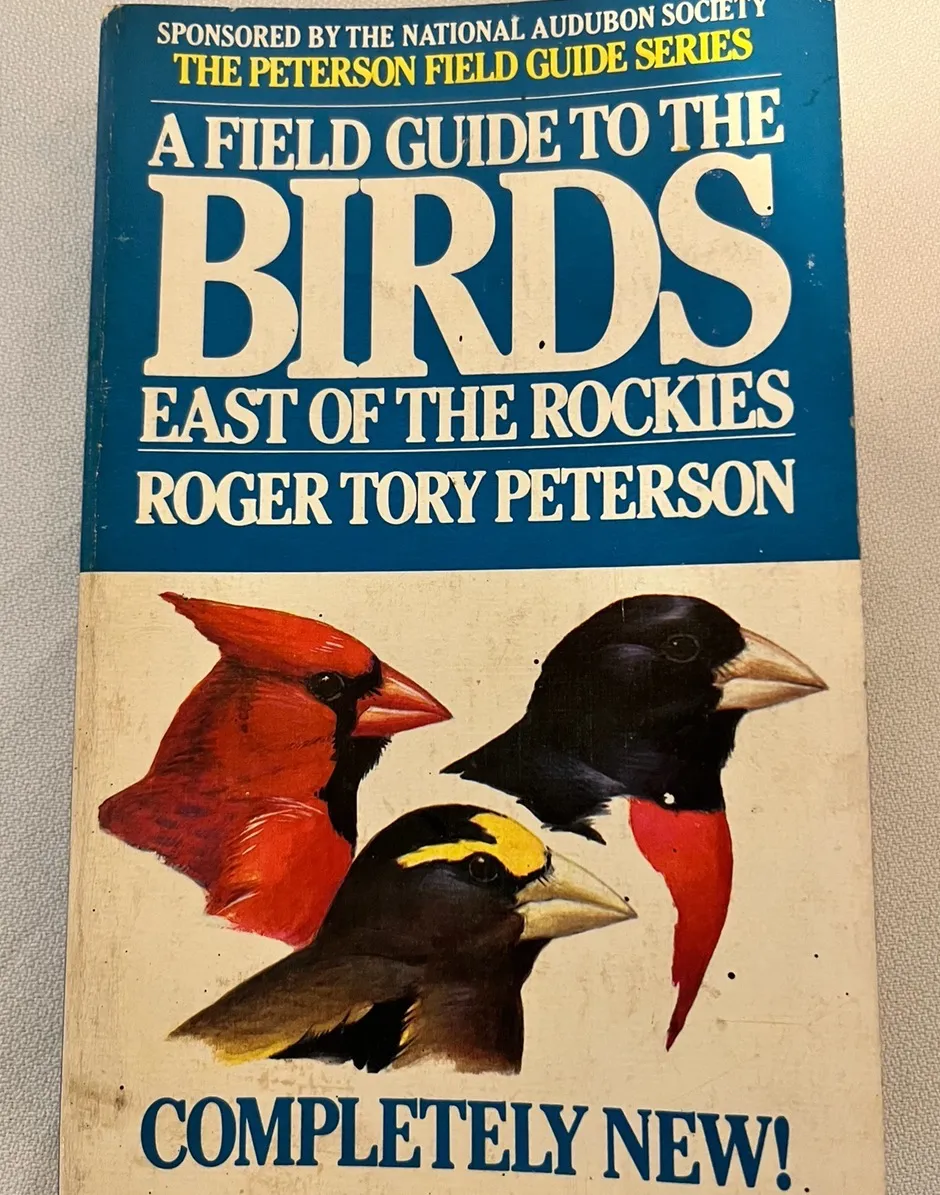 SPONSORED BY THE NATIONAL AUDUBON SOCIETY
THE PETERSON FIELD GUIDE SERIES
A FIELD GUIDE TO THE
BIRDS
EAST OF THE ROCKIES
ROGER TORY PETERSON
COMPLETELY NEW!